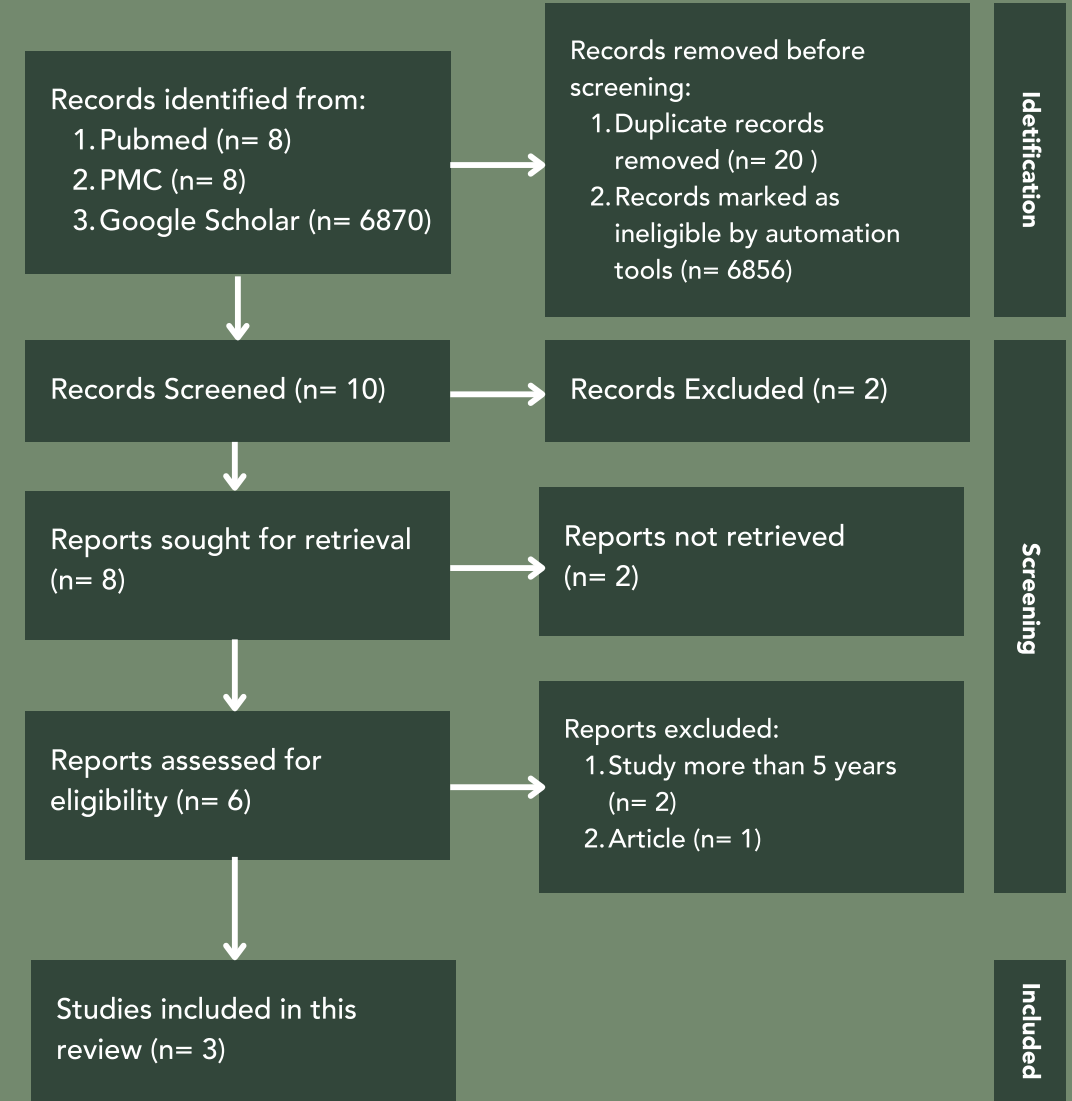 Records identified from:
1. Pubmed (n= 8)
2. PMC (n= 8)
3. Google Scholar (n= 6870)
Records removed before
screening:
1. Duplicate records
removed (n= 20 )
2. Records marked as
ineligible by automation
tools (n= 6856)
Idetification
Records Screened (n= 10)
Records Excluded (n= 2)
Reports sought for retrieval
(n= 8)
Reports not retrieved
(n= 2)
Screening
Reports assessed for
eligibility (n= 6)
Reports excluded:
1. Study more than 5 years
(n= 2)
2. Article (n= 1)
Studies included in this
review (n= 3)
Included